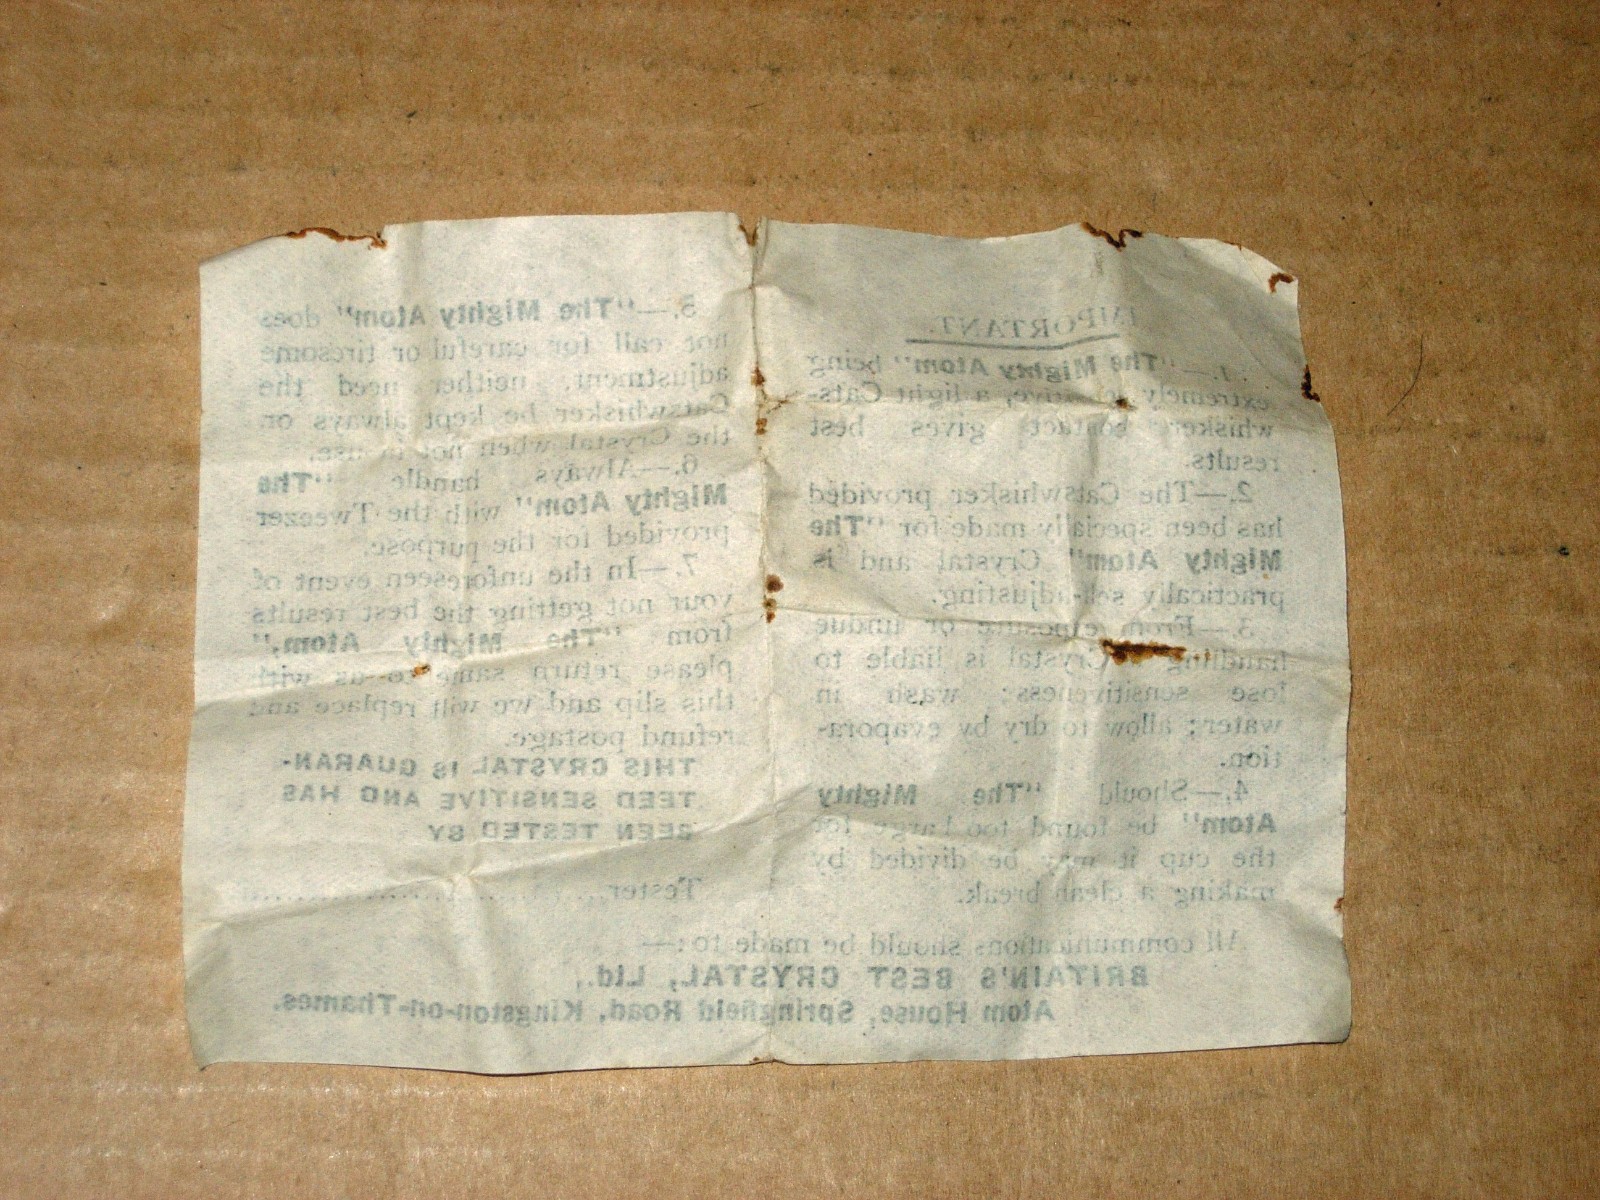 IMPORTANT.
1.—"The Mighty Atom" being
extremely sensitive, a light Cats-
whisker contact gives best
results.
2.—The Catswhisker provided
has been specially made for "The
Mighty Atom" Crystal and is
practically self-adjusting.
3.—From exposure or undue
handling Crystal is liable to
lose sensitiveness; wash in
water; allow to dry by evapora-
tion.
4.—Should "The Mighty
Atom" be found too large for
the cup it may be divided by
making a clean break.
5.—"The Mighty Atom" does
not call for careful or tiresome
adjustment, neither need the
Catswhisker be kept always on
the Crystal when not in use.
6.—Always handle "The
Mighty Atom" with the Tweezer
provided for the purpose.
7.—In the unforeseen event of
your not getting the best results
from "The Mighty Atom,"
please return same to us with
this slip and we will replace and
refund postage.
THIS CRYSTAL IS GUARAN-
TEED SENSITIVE AND HAS
BEEN TESTED BY
Tester..............................
All communications should be made to:—
BRITAIN'S BEST CRYSTAL, Ltd.,
Atom House, Springfield Road, Kingston-on-Thames.